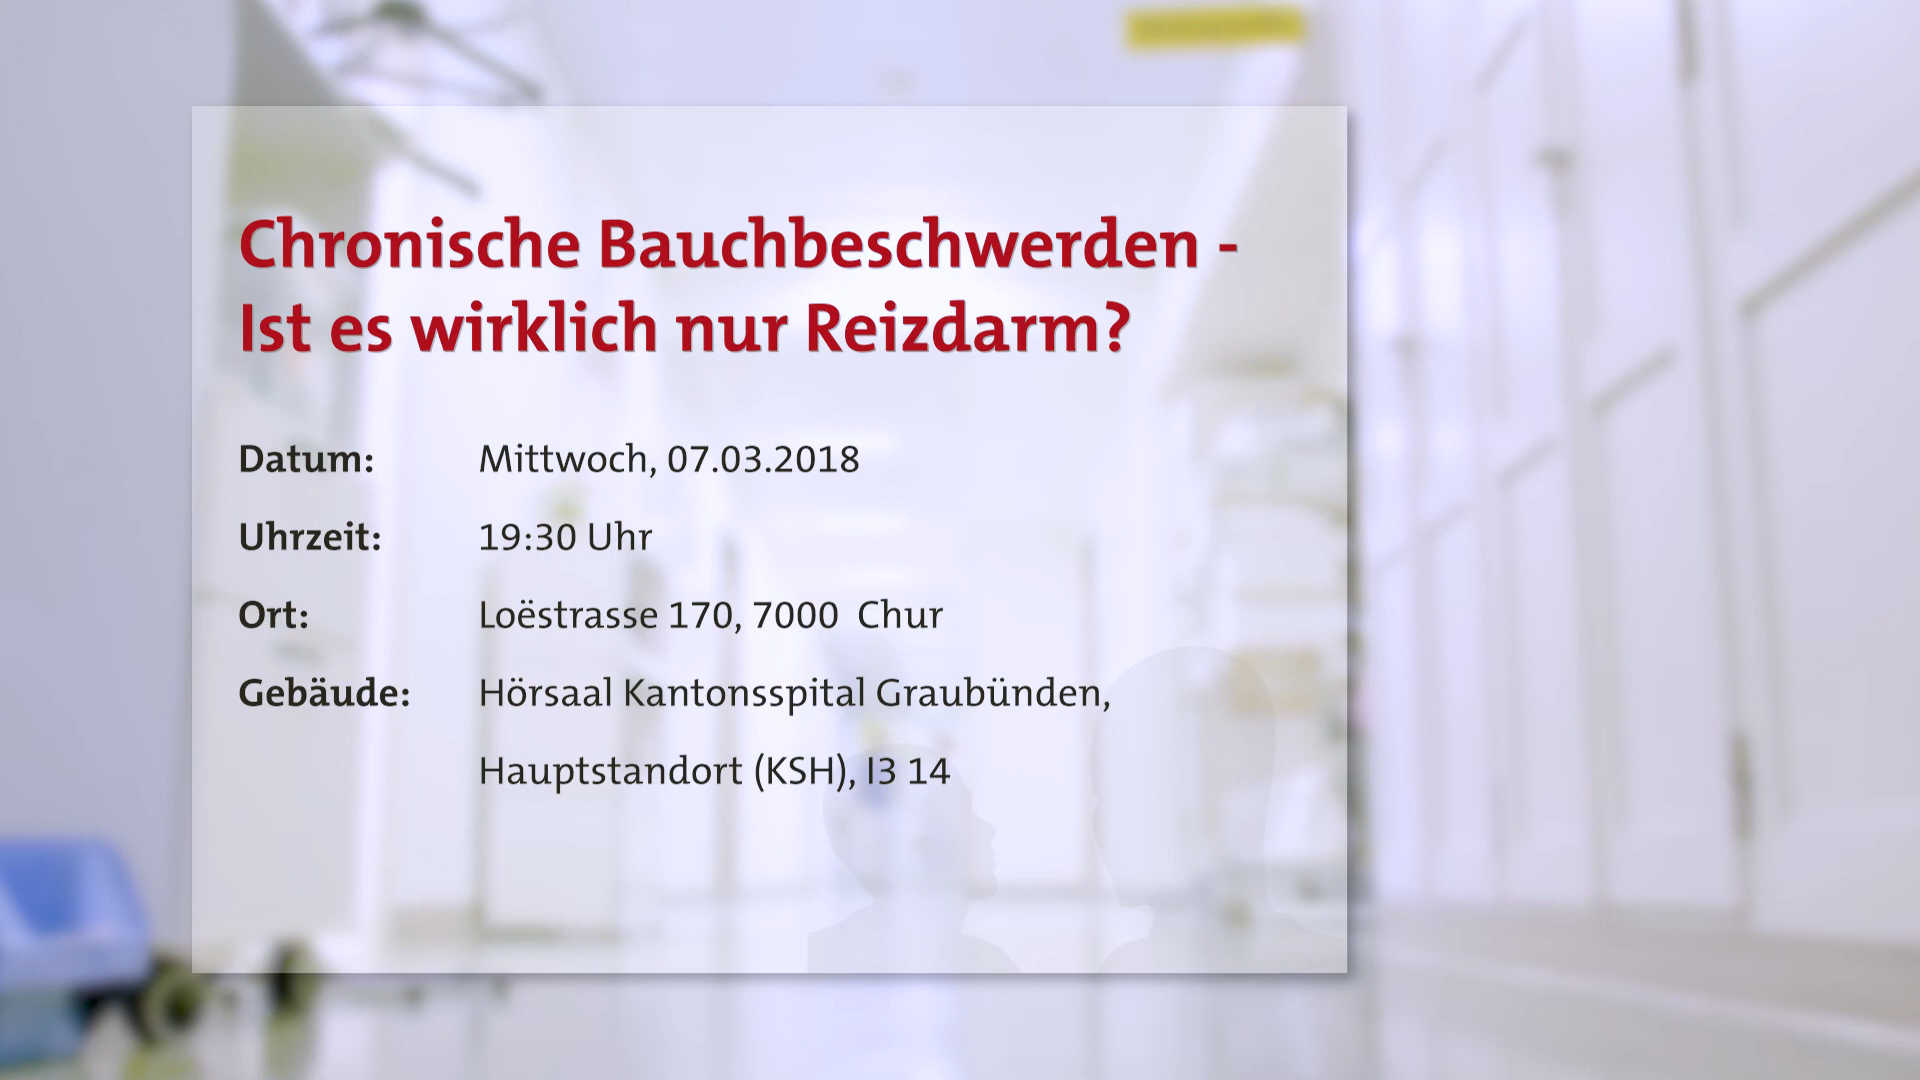 Chronische Bauchbeschwerden -
Ist es wirklich nur Reizdarm?
Datum: Mittwoch, 07.03.2018
Uhrzeit: 19:30 Uhr
Ort: Loëstrasse 170, 7000  Chur
Gebäude: Hörsaal Kantonsspital Graubünden,
Hauptstandort (KSH), I3 14